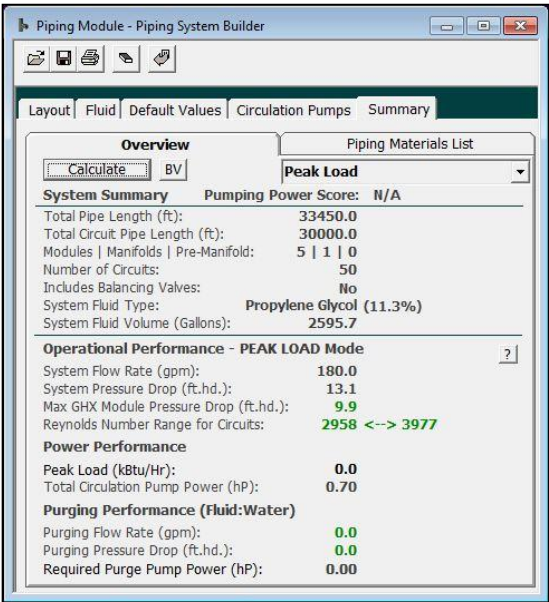 Piping Module - Piping System Builder
Layout Fluid Default Values Circulation Pumps Summary
Overview Piping Materials List
Calculate BV Peak Load
System Summary Pumping Power Score: N/A
Total Pipe Length (ft): 33450.0
Total Circuit Pipe Length (ft): 30000.0
Modules | Manifolds | Pre-Manifold: 5 | 1 | 0
Number of Circuits: 50
Includes Balancing Valves: No
System Fluid Type: Propylene Glycol (11.3%)
System Fluid Volume (Gallons): 2595.7
Operational Performance - PEAK LOAD Mode ?
System Flow Rate (gpm): 180.0
System Pressure Drop (ft.hd.): 13.1
Max GHX Module Pressure Drop (ft.hd.): 9.9
Reynolds Number Range for Circuits: 2958 <--> 3977
Power Performance
Peak Load (kBtu/Hr): 0.0
Total Circulation Pump Power (hP): 0.70
Purging Performance (Fluid:Water)
Purging Flow Rate (gpm): 0.0
Purging Pressure Drop (ft.hd.): 0.0
Required Purge Pump Power (hP): 0.00